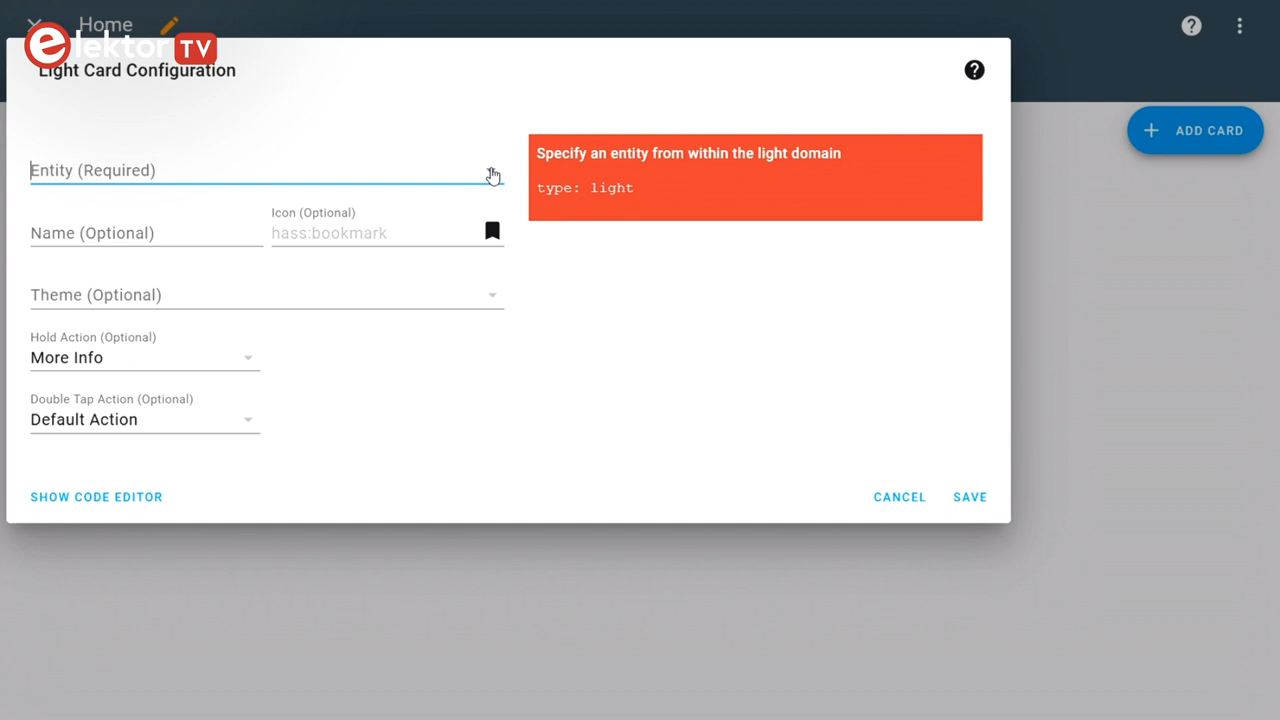 Home
elektor TV
Light Card Configuration
ADD CARD
Entity (Required)
Specify an entity from within the light domain
type: light
Name (Optional)
Icon (Optional)
hass:bookmark
Theme (Optional)
Hold Action (Optional)
More Info
Double Tap Action (Optional)
Default Action
SHOW CODE EDITOR
CANCEL
SAVE